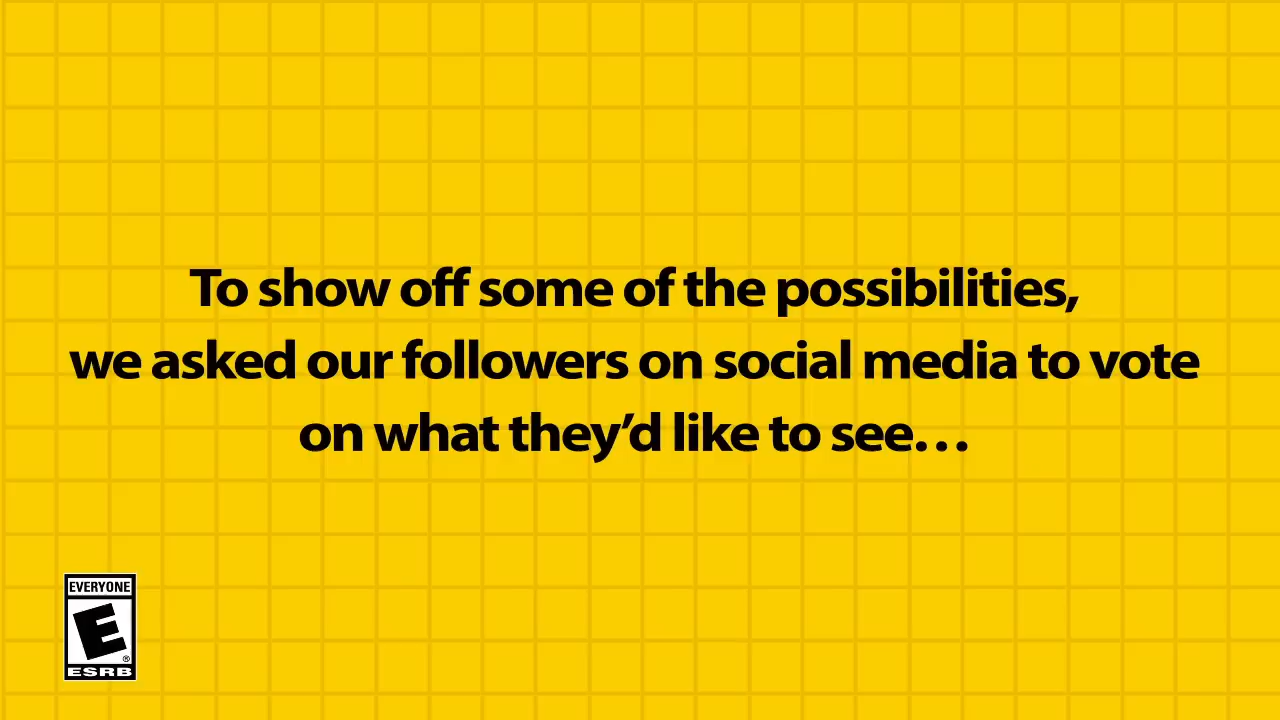 To show off some of the possibilities,
we asked our followers on social media to vote
on what they’d like to see…
EVERYONE
E
®
ESRB